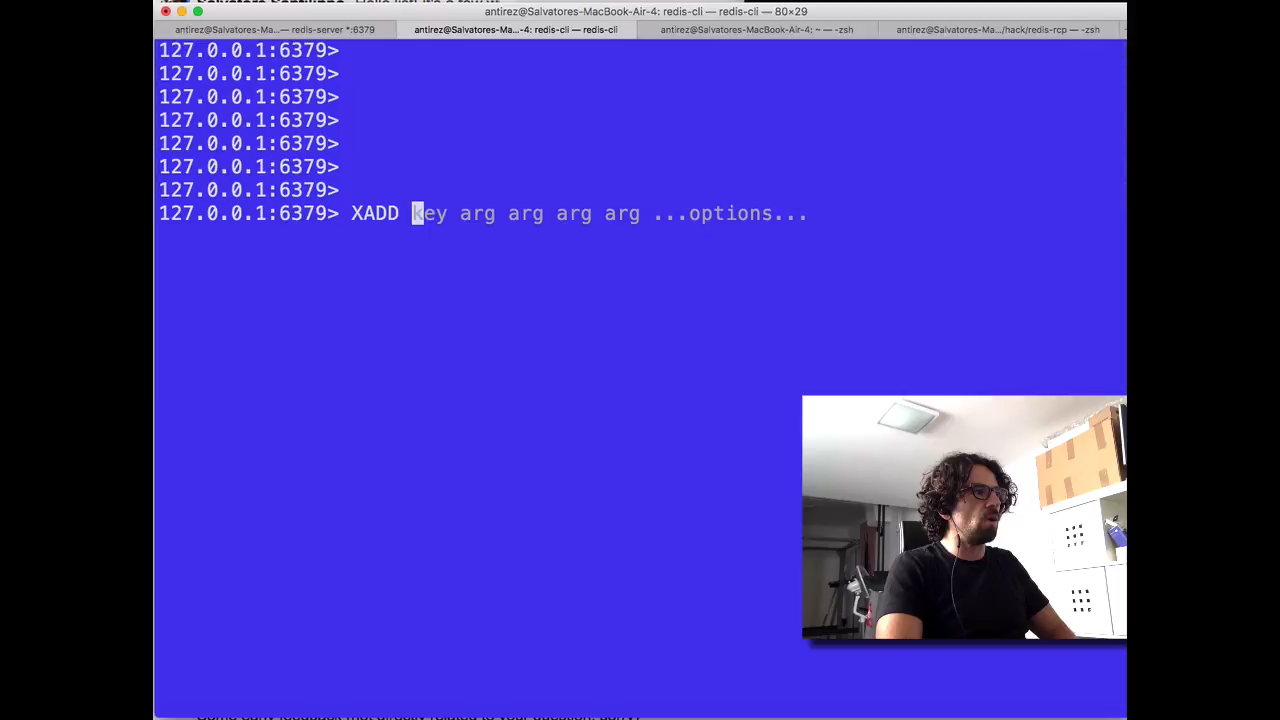 antirez@Salvatores-MacBook-Air-4: redis-cli — redis-cli — 80×29
antirez@Salvatores-Ma... — redis-server *:6379
antirez@Salvatores-Ma...-4: redis-cli — redis-cli
antirez@Salvatores-MacBook-Air-4: ~ — -zsh
antirez@Salvatores-Ma.../hack/redis-rcp — -zsh
127.0.0.1:6379>
127.0.0.1:6379>
127.0.0.1:6379>
127.0.0.1:6379>
127.0.0.1:6379>
127.0.0.1:6379>
127.0.0.1:6379>
127.0.0.1:6379> XADD key arg arg arg arg ...options...